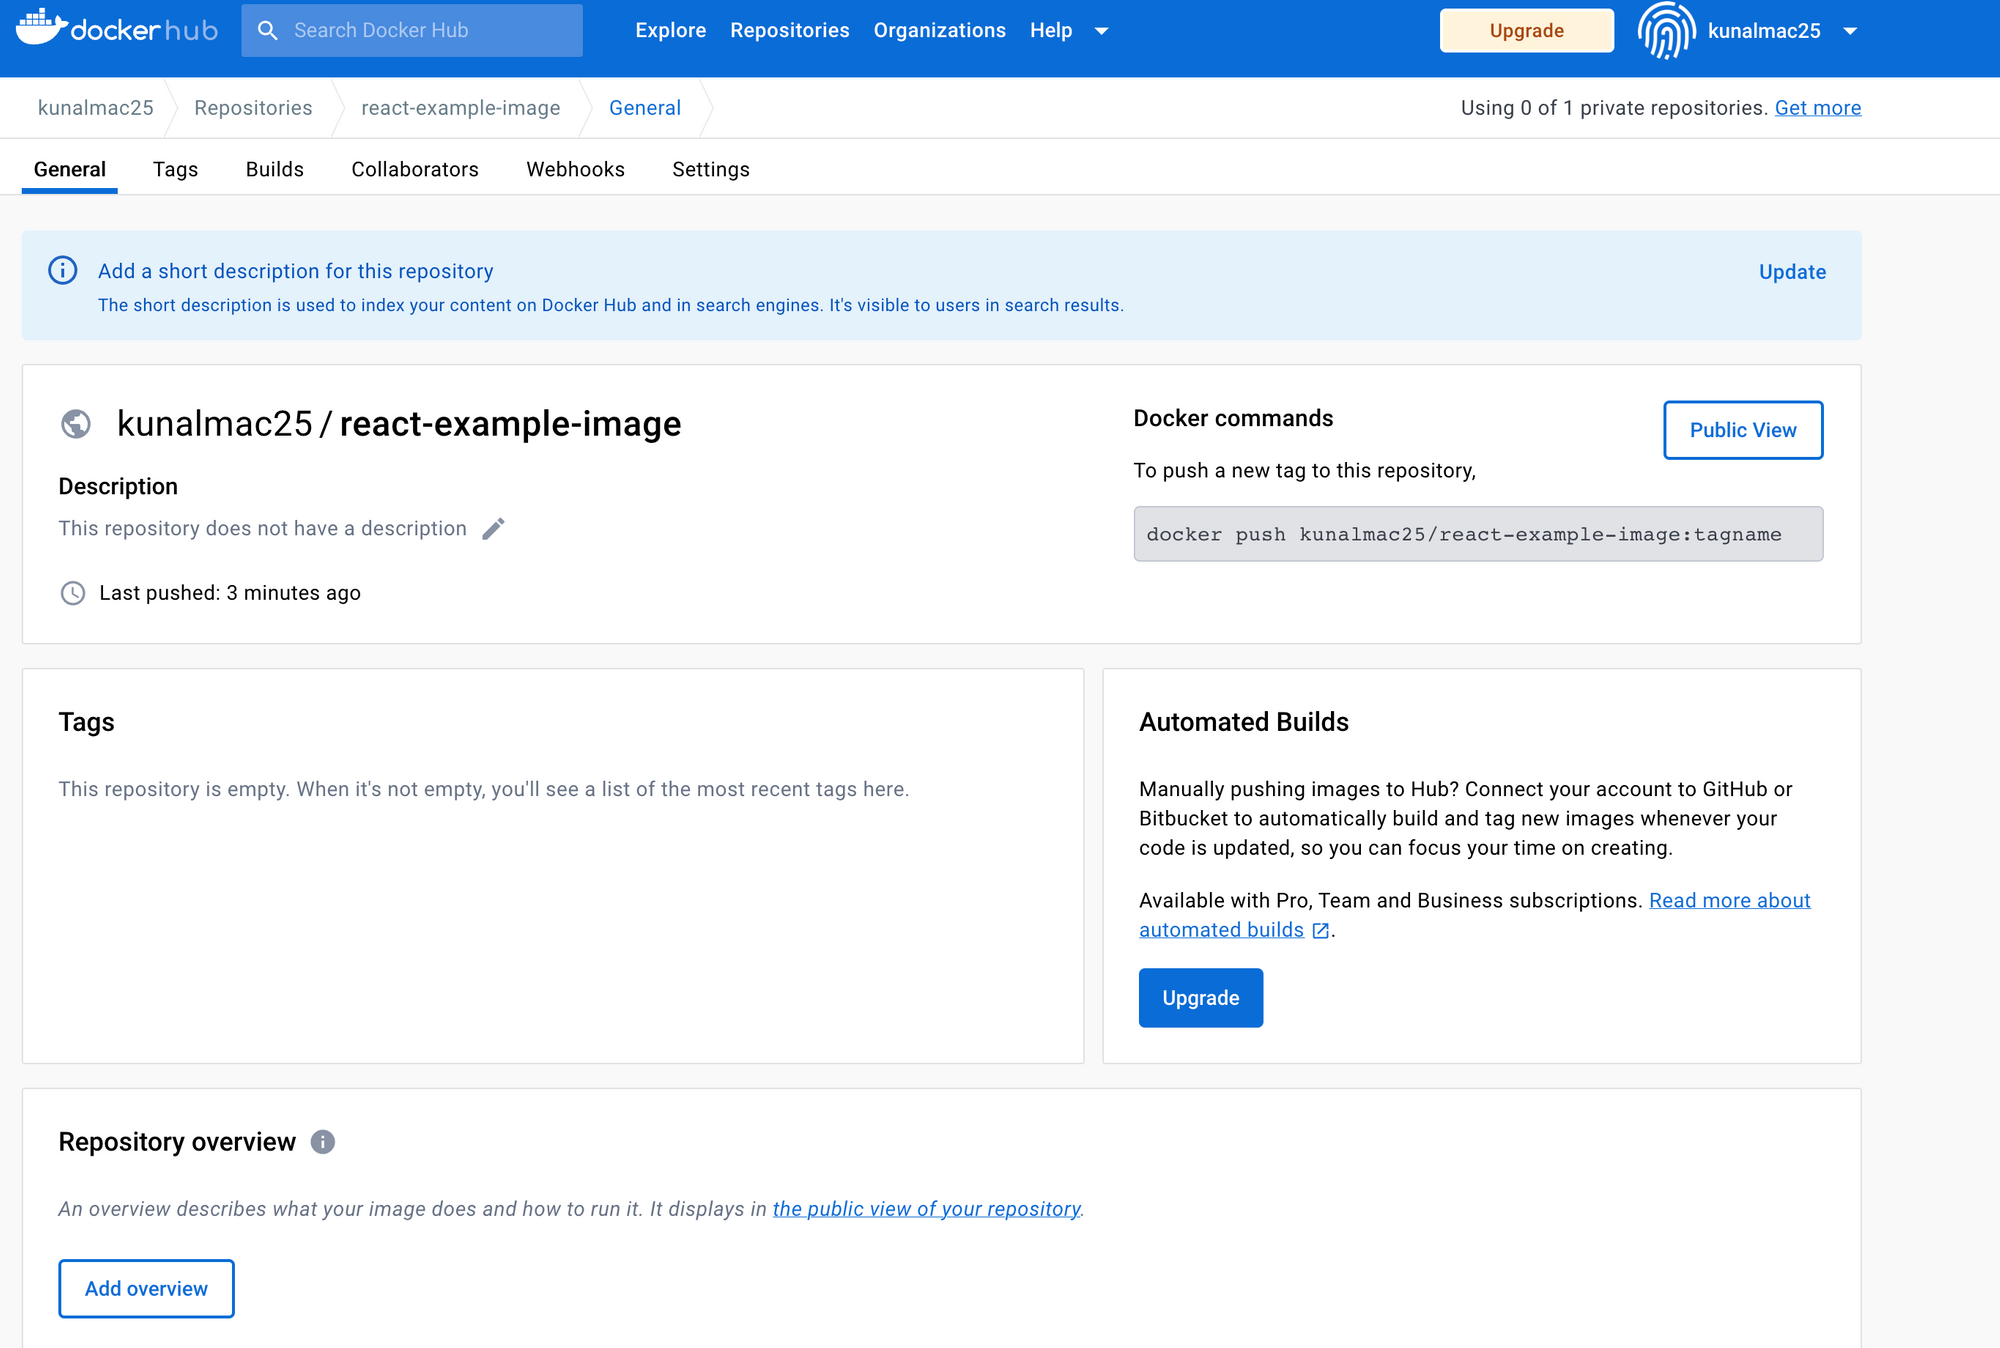 dockerhub
Search Docker Hub
Explore Repositories Organizations Help
Upgrade
kunalmac25
kunalmac25 Repositories react-example-image General
Using 0 of 1 private repositories. Get more
General Tags Builds Collaborators Webhooks Settings
Add a short description for this repository
Update
The short description is used to index your content on Docker Hub and in search engines. It's visible to users in search results.
kunalmac25 / react-example-image
Description
This repository does not have a description
Last pushed: 3 minutes ago
Docker commands
Public View
To push a new tag to this repository,
docker push kunalmac25/react-example-image:tagname
Tags
This repository is empty. When it's not empty, you'll see a list of the most recent tags here.
Automated Builds
Manually pushing images to Hub? Connect your account to GitHub or
Bitbucket to automatically build and tag new images whenever your
code is updated, so you can focus your time on creating.
Available with Pro, Team and Business subscriptions. Read more about
automated builds .
Upgrade
Repository overview
An overview describes what your image does and how to run it. It displays in the public view of your repository.
Add overview